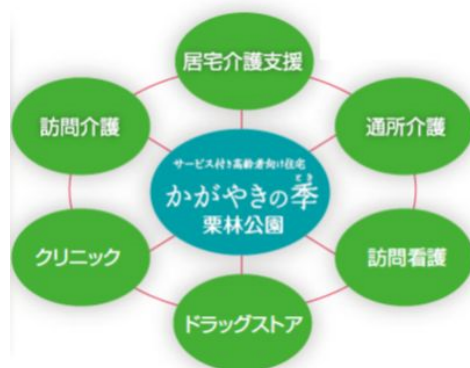 居宅介護支援
訪問介護
通所介護
サービス付き高齢者向け住宅
とき
かがやきの季
栗林公園
クリニック
訪問看護
ドラッグストア